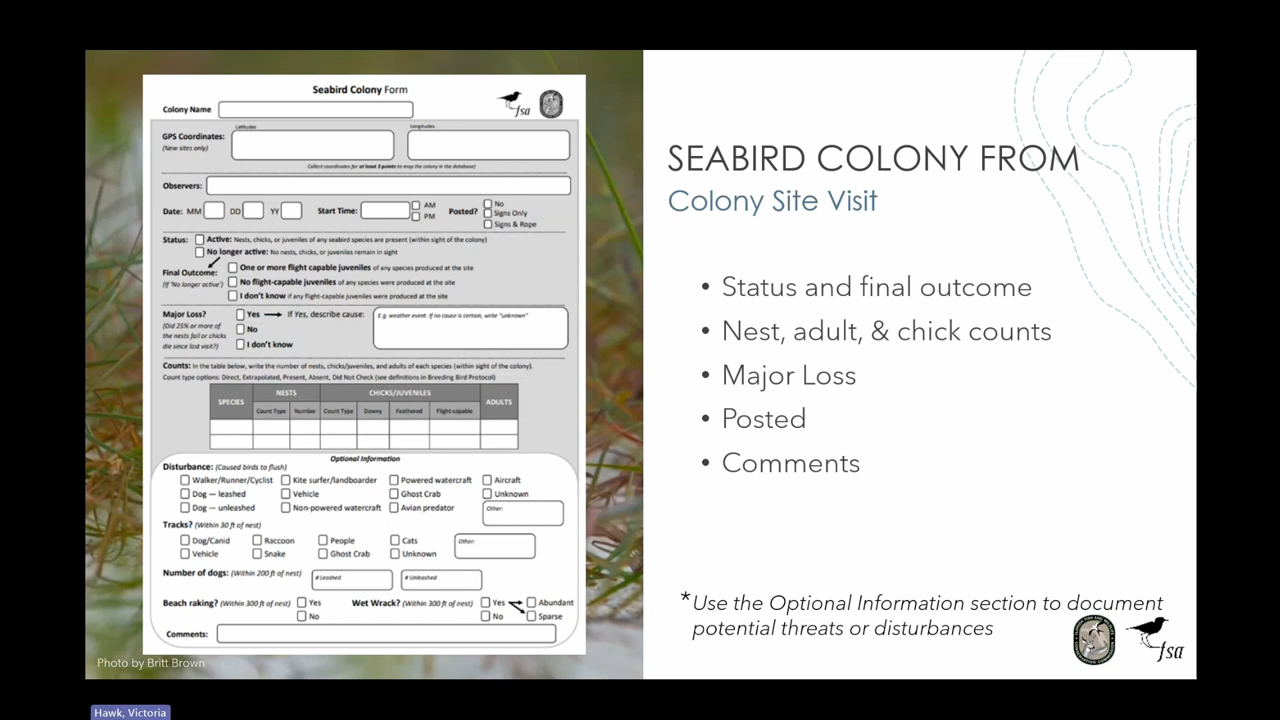 Seabird Colony Form
Colony Name
fsa
Latitudes
Longitudes
GPS Coordinates:
(New sites only)
Collect coordinates for at least 3 points to map the colony in the database)
Observers:
Date: MM DD YY Start Time: AM PM Posted? No
Signs Only
Signs & Rope
Status: Active: Nests, chicks, or juveniles of any seabird species are present (within sight of the colony)
No longer active: No nests, chicks, or juveniles remain in sight
Final Outcome:
(If 'No longer active')
One or more flight capable juveniles of any species produced at the site
No flight-capable juveniles of any species were produced at the site
I don't know if any flight-capable juveniles were produced at the site
Major Loss?
(Did 25% or more of
the nests fail or chicks
die since last visit?)
Yes If Yes, describe cause:
No
I don't know
E.g. weather event. If no cause is certain, write "unknown"
Counts: In the table below, write the number of nests, chicks/juveniles, and adults of each species (within sight of the colony).
Count type options: Direct, Extrapolated, Present, Absent, Did Not Check (see definitions in Breeding Bird Protocol)
SPECIES NESTS CHICKS/JUVENILES ADULTS
Count Type Number Count Type Downy Feathered Flight-capable
Optional Information
Disturbance: (Caused birds to flush)
Walker/Runner/Cyclist Kite surfer/landboarder Powered watercraft Aircraft
Dog — leashed Vehicle Ghost Crab Unknown
Dog — unleashed Non-powered watercraft Avian predator Other:
Tracks? (Within 30 ft of nest)
Dog/Canid Raccoon People Cats Other:
Vehicle Snake Ghost Crab Unknown
Number of dogs: (Within 200 ft of nest) # Leashed # Unleashed
Beach raking? (Within 300 ft of nest) Yes Wet Wrack? (Within 300 ft of nest) Yes Abundant
No No Sparse
Comments:
Photo by Britt Brown
SEABIRD COLONY FROM
Colony Site Visit
• Status and final outcome
• Nest, adult, & chick counts
• Major Loss
• Posted
• Comments
*Use the Optional Information section to document
potential threats or disturbances
fsa
Hawk, Victoria